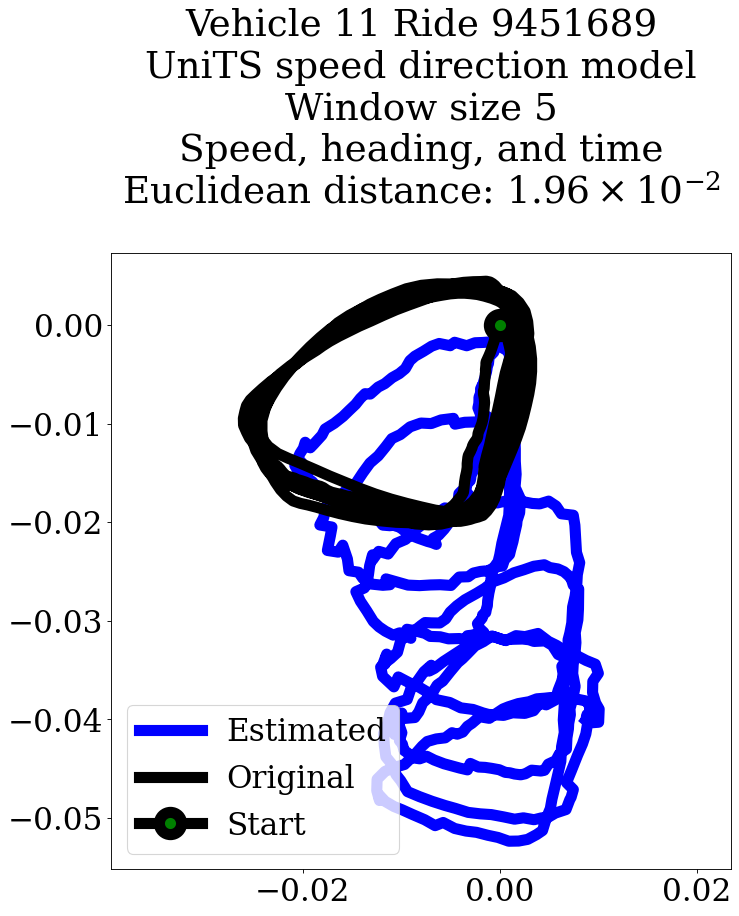 Vehicle 11 Ride 9451689
UniTS speed direction model
Window size 5
Speed, heading, and time
Euclidean distance: 1.96 × 10⁻²
0.00
−0.01
−0.02
−0.03
−0.04
−0.05
Estimated
Original
Start
−0.02 0.00 0.02